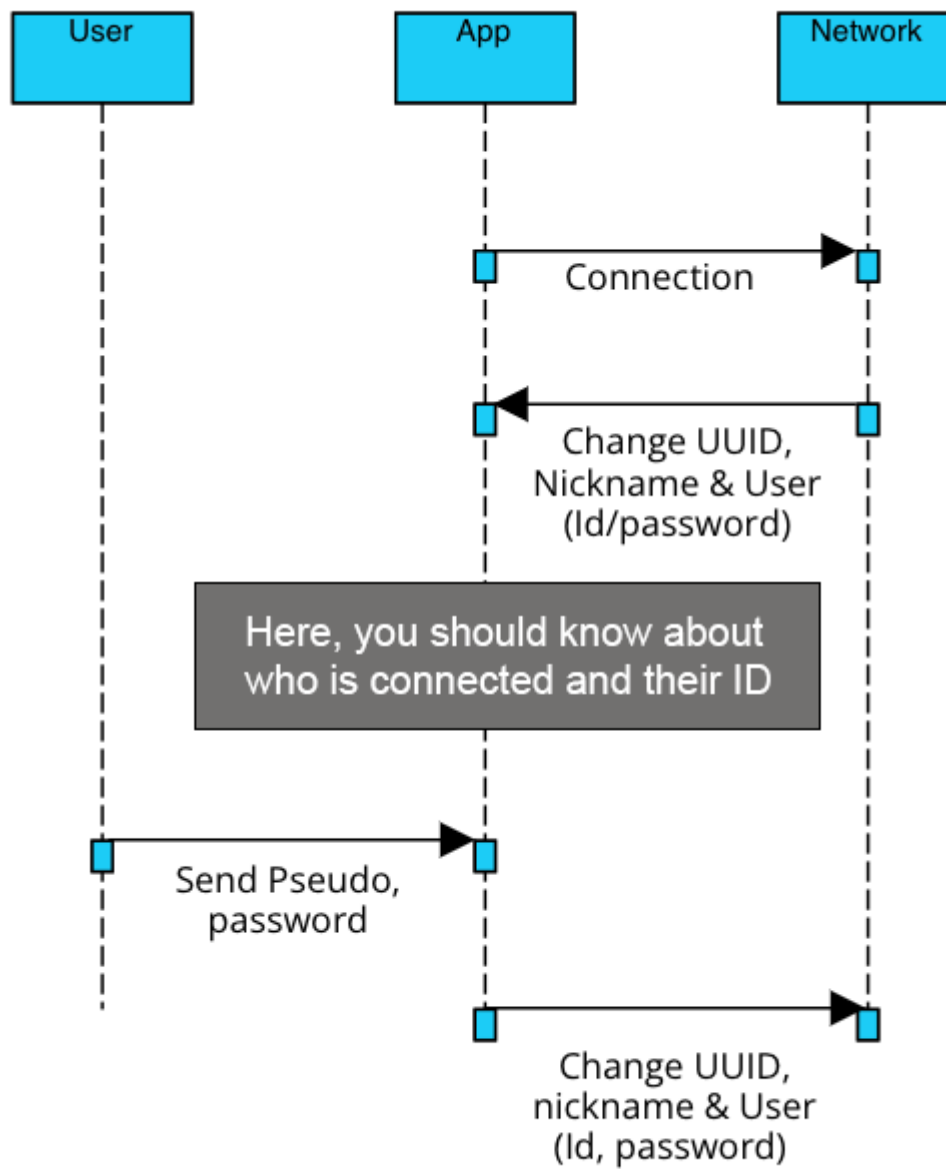 User
App
Network
Connection
Change UUID,
Nickname & User
(Id/password)
Here, you should know about
who is connected and their ID
Send Pseudo,
password
Change UUID,
nickname & User
(Id, password)